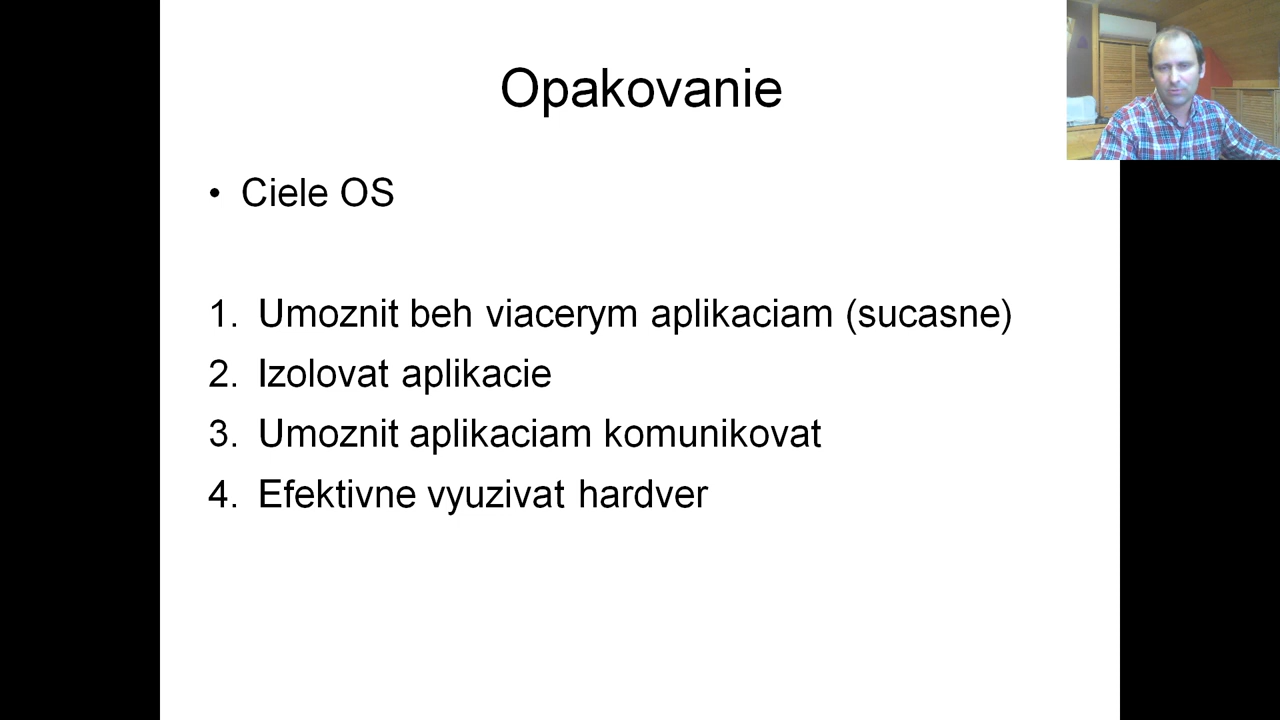 Opakovanie
• Ciele OS
1. Umoznit beh viacerym aplikaciam (sucasne)
2. Izolovat aplikacie
3. Umoznit aplikaciam komunikovat
4. Efektivne vyuzivat hardver